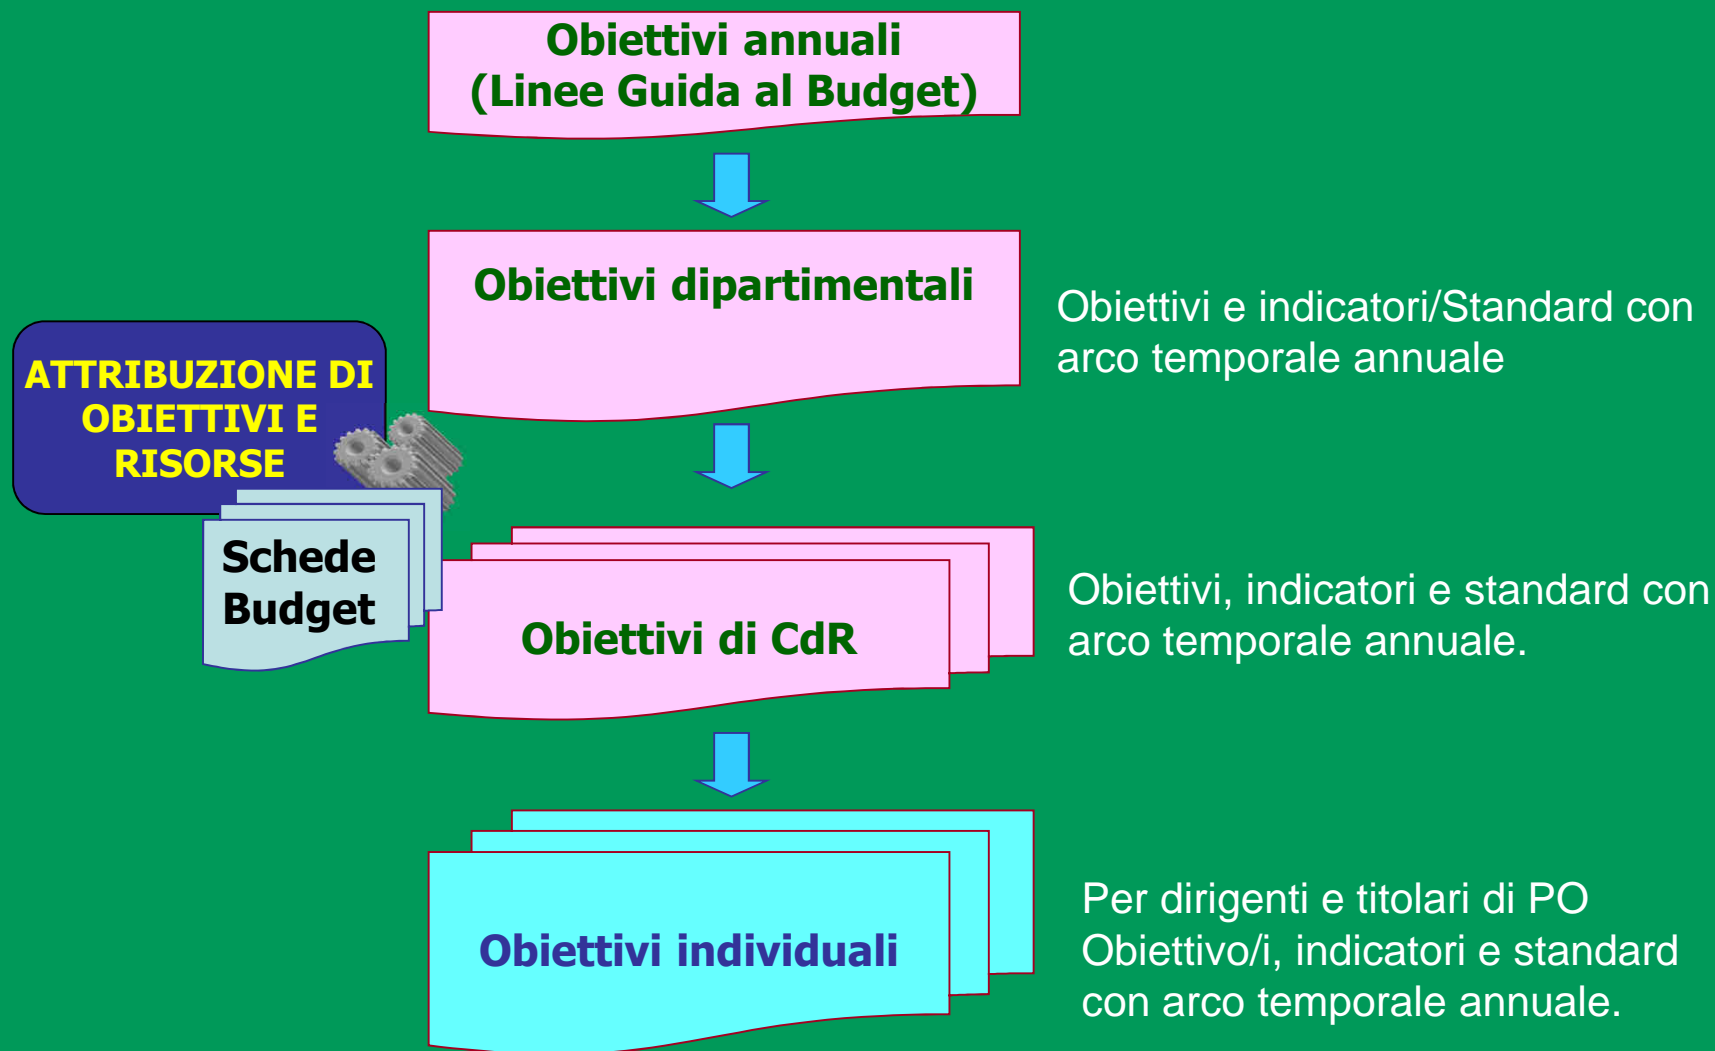 Obiettivi annuali
(Linee Guida al Budget)
Obiettivi dipartimentali
Obiettivi e indicatori/Standard con
arco temporale annuale
ATTRIBUZIONE DI
OBIETTIVI E
RISORSE
Schede
Budget
Obiettivi di CdR
Obiettivi, indicatori e standard con
arco temporale annuale.
Obiettivi individuali
Per dirigenti e titolari di PO
Obiettivo/i, indicatori e standard
con arco temporale annuale.